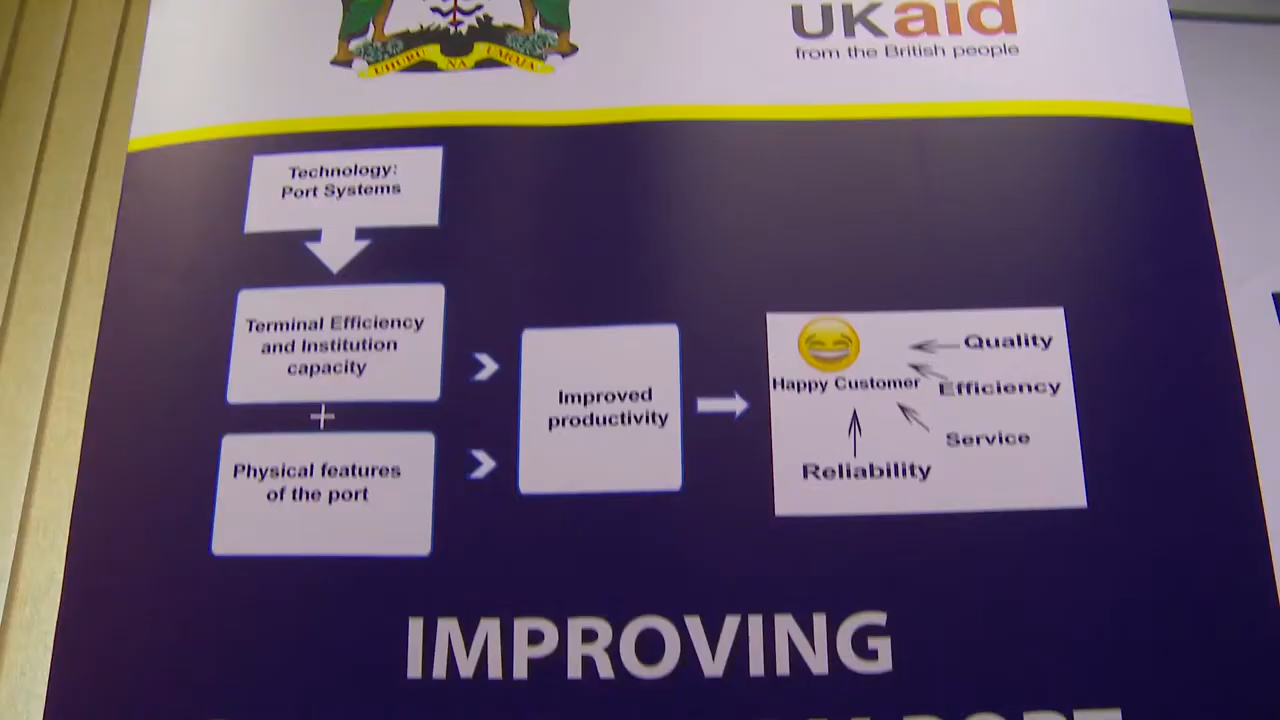 UHURU NA UMOJA
UKaid
from the British people
Technology:
Port Systems
Terminal Efficiency
and Institution
capacity
+
Physical features
of the port
Improved
productivity
Happy Customer
Quality
Efficiency
Service
Reliability
IMPROVING
PORT